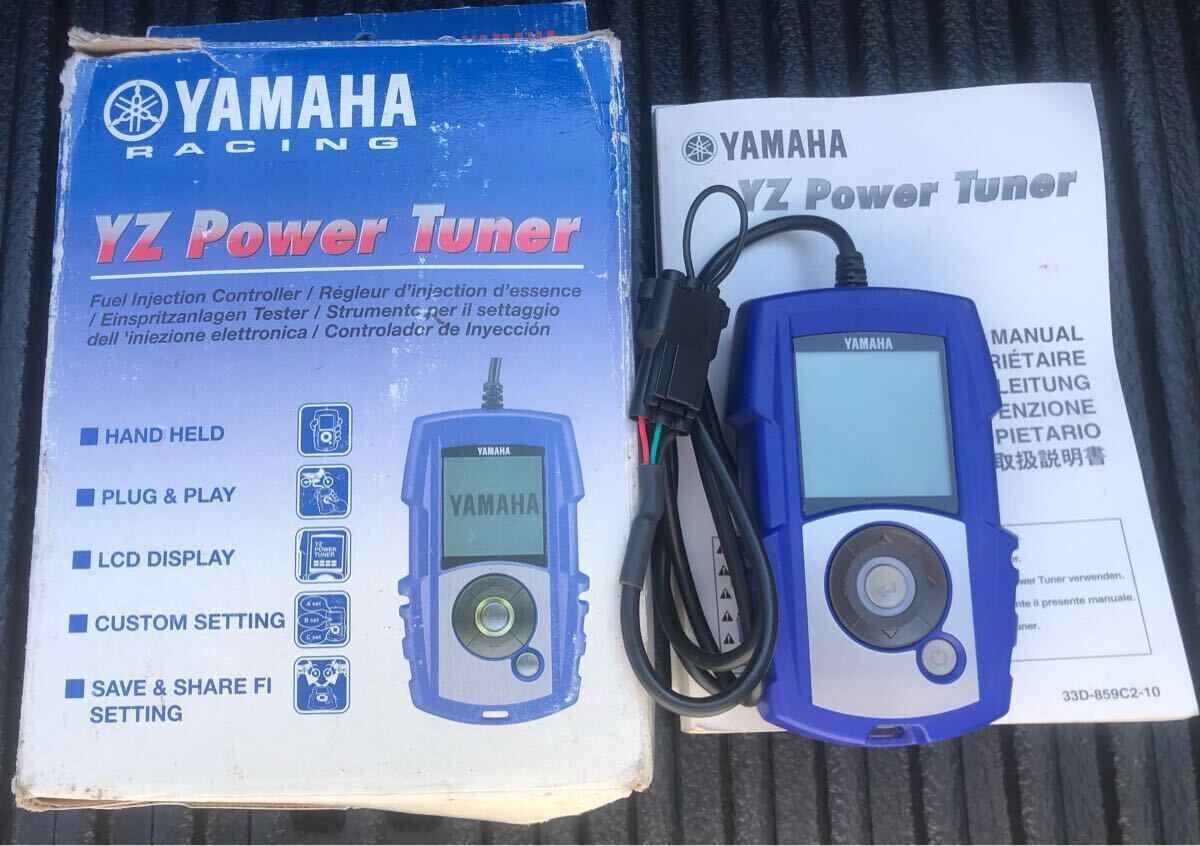 YAMAHA
RACING
YZ Power Tuner
Fuel Injection Controller / Régleur d'injection d'essence
/ Einspritzanlagen Tester / Strumento per il settaggio
dell 'iniezione elettronica / Controlador de Inyección
HAND HELD
PLUG & PLAY
LCD DISPLAY
CUSTOM SETTING
SAVE & SHARE FI
SETTING
YZ
POWER
TUNER
A set
B set
C set
YAMAHA
YAMAHA
YAMAHA
YZ Power Tuner
MANUAL
RIÉTAIRE
LEITUNG
ENZIONE
PIETARIO
取扱説明書
er.
ower Tuner verwenden.
nte il presente manuale.
uner.
33D-859C2-10
YAMAHA